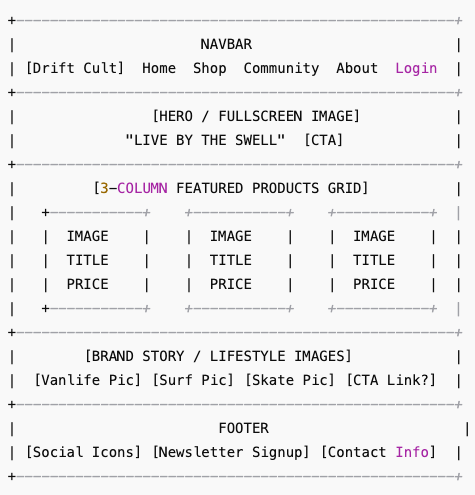 +-----------------------------------------------------+
|                      NAVBAR                         |
| [Drift Cult]  Home  Shop  Community  About  Login  |
+-----------------------------------------------------+
|                [HERO / FULLSCREEN IMAGE]            |
|             "LIVE BY THE SWELL"  [CTA]              |
+-----------------------------------------------------+
|         [3-COLUMN FEATURED PRODUCTS GRID]          |
|   +-----------+    +-----------+    +-----------+  |
|   |  IMAGE    |    |  IMAGE    |    |  IMAGE    |  |
|   |  TITLE    |    |  TITLE    |    |  TITLE    |  |
|   |  PRICE    |    |  PRICE    |    |  PRICE    |  |
|   +-----------+    +-----------+    +-----------+  |
+-----------------------------------------------------+
|        [BRAND STORY / LIFESTYLE IMAGES]             |
|  [Vanlife Pic] [Surf Pic] [Skate Pic] [CTA Link?]  |
+-----------------------------------------------------+
|                        FOOTER                        |
| [Social Icons] [Newsletter Signup] [Contact Info]  |
+-----------------------------------------------------+